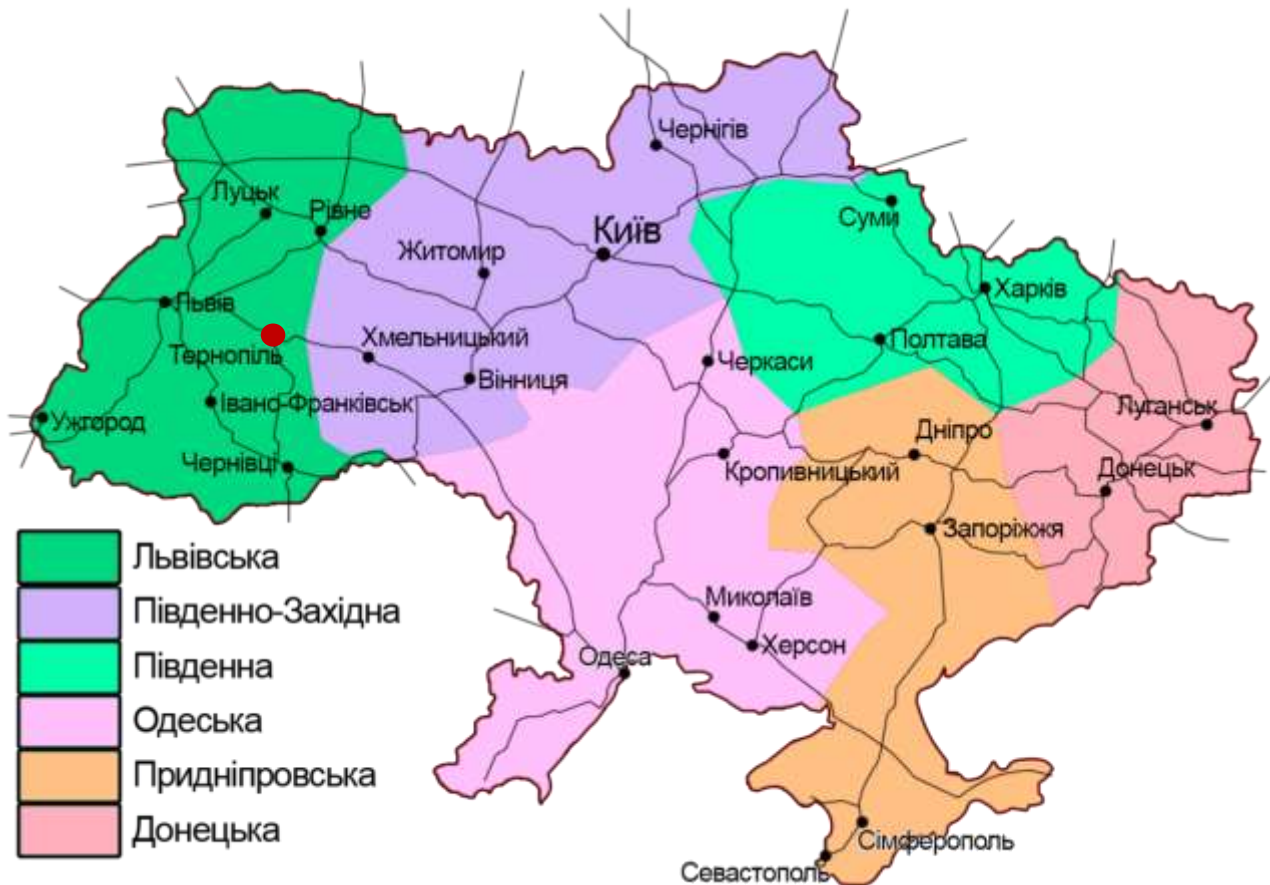 Чернігів
Луцьк
Рівне
Суми
Київ
Житомир
Харків
Львів
Хмельницький
Полтава
Тернопіль
Черкаси
Вінниця
Івано-Франківськ
Луганськ
Ужгород
Дніпро
Чернівці
Кропивницький
Донецьк
Запоріжжя
Львівська
Південно-Західна
Миколаїв
Херсон
Південна
Одеса
Одеська
Придніпровська
Донецька
Сімферополь
Севастополь